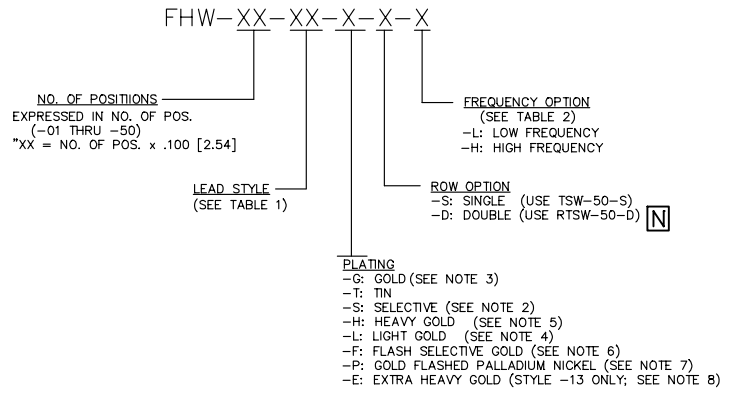 FHW-XX-XX-X-X-X
NO. OF POSITIIONS
EXPRESSED IN NO. OF POS.
(-01 THRU -50)
"XX = NO. OF POS. x .100 [2.54]
LEAD STYLE
(SEE TABLE 1)
FREQUENCY OPTION
(SEE TABLE 2)
-L: LOW FREQUENCY
-H: HIGH FREQUENCY
ROW OPTION
-S: SINGLE (USE TSW-50-S)
-D: DOUBLE (USE RTSW-50-D) N
PLATING
-G: GOLD (SEE NOTE 3)
-T: TIN
-S: SELECTIVE (SEE NOTE 2)
-H: HEAVY GOLD (SEE NOTE 5)
-L: LIGHT GOLD (SEE NOTE 4)
-F: FLASH SELECTIVE GOLD (SEE NOTE 6)
-P: GOLD FLASHED PALLADIUM NICKEL (SEE NOTE 7)
-E: EXTRA HEAVY GOLD (STYLE -13 ONLY; SEE NOTE 8)